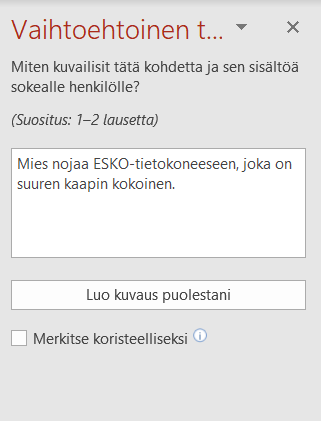 Vaihtoehtoinen t...
Miten kuvailisit tätä kohdetta ja sen sisältöä
sokealle henkilölle?
(Suositus: 1–2 lausetta)
Mies nojaa ESKO-tietokoneeseen, joka on
suuren kaapin kokoinen.
Luo kuvaus puolestani
Merkitse koristeelliseksi